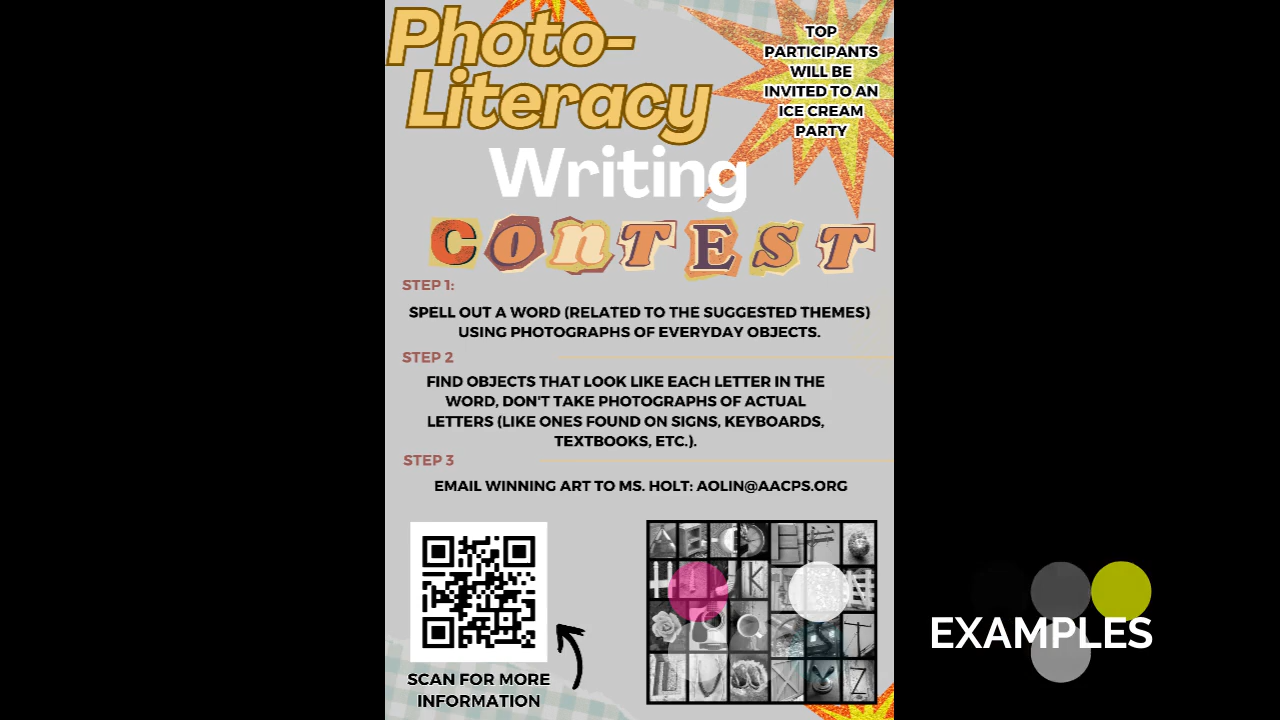 Photo-
Literacy
Writing
CONTEST
TOP
PARTICIPANTS
WILL BE
INVITED TO AN
ICE CREAM
PARTY
STEP 1:
SPELL OUT A WORD (RELATED TO THE SUGGESTED THEMES)
USING PHOTOGRAPHS OF EVERYDAY OBJECTS.
STEP 2
FIND OBJECTS THAT LOOK LIKE EACH LETTER IN THE
WORD, DON'T TAKE PHOTOGRAPHS OF ACTUAL
LETTERS (LIKE ONES FOUND ON SIGNS, KEYBOARDS,
TEXTBOOKS, ETC.).
STEP 3
EMAIL WINNING ART TO MS. HOLT: AOLIN@AACPS.ORG
SCAN FOR MORE
INFORMATION
EXAMPLES